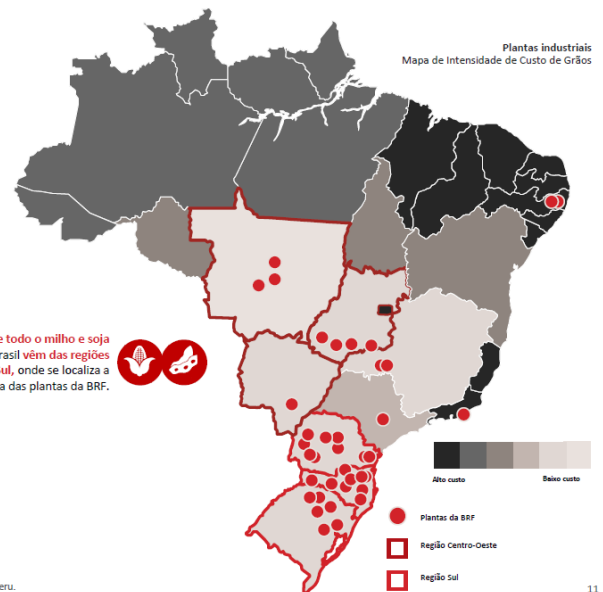 Plantas industriais
Mapa de Intensidade de Custo de Grãos
e todo o milho e soja
rasil vêm das regiões
Sul, onde se localiza a
a das plantas da BRF.
Alto custo
Baixo custo
Plantas da BRF
Região Centro-Oeste
Região Sul
eru.
11